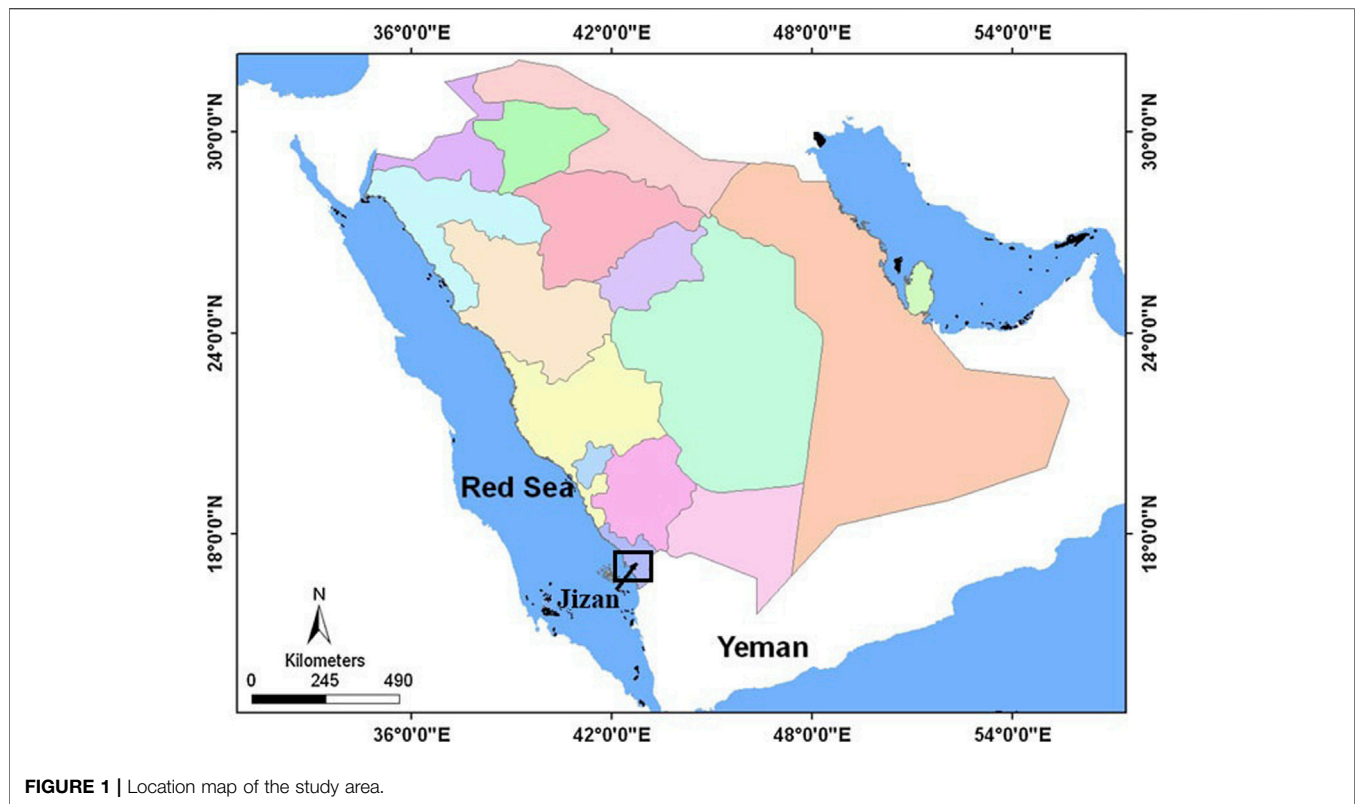 36°0'0"E 42°0'0"E 48°0'0"E 54°0'0"E
30°0'0"N
24°0'0"N
18°0'0"N
30°0'0"N
24°0'0"N
18°0'0"N
Red Sea
Jizan
Yeman
N
Kilometers
0 245 490
36°0'0"E 42°0'0"E 48°0'0"E 54°0'0"E
FIGURE 1 | Location map of the study area.